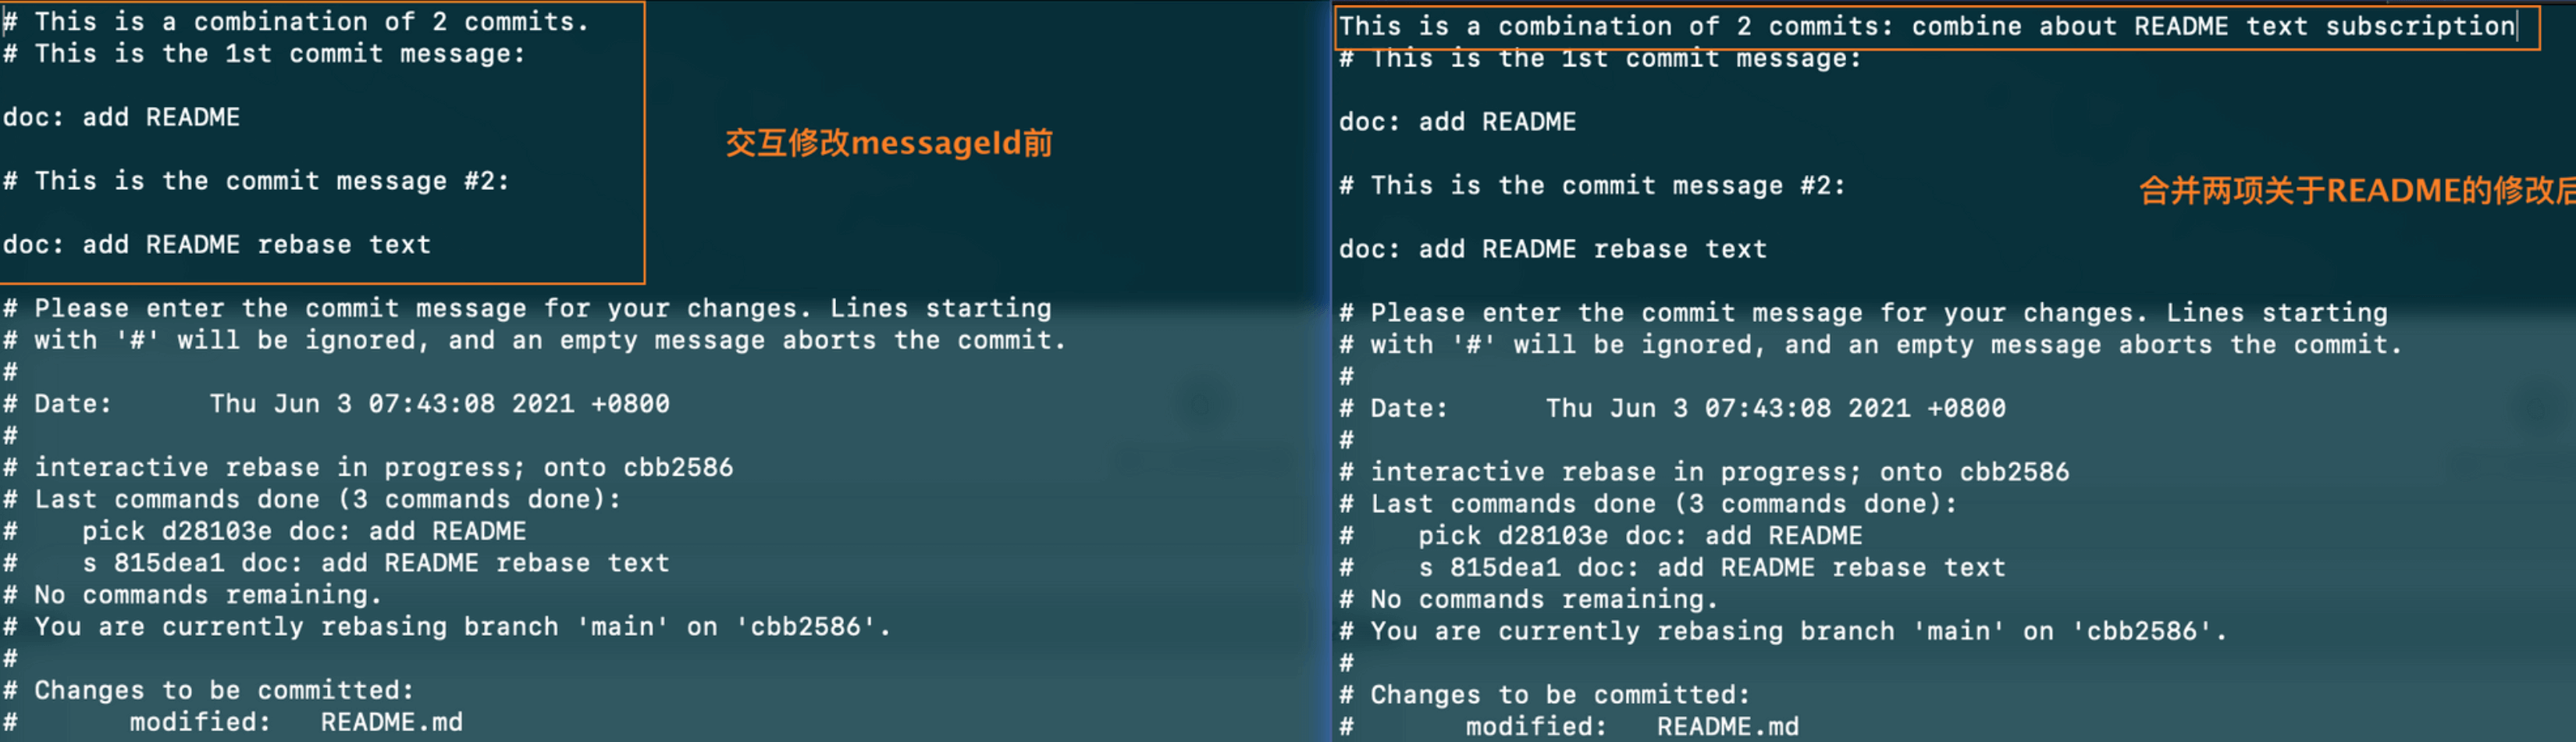 # This is a combination of 2 commits.
# This is the 1st commit message:
doc: add README
# This is the commit message #2:
doc: add README rebase text
交互修改messageId前
# Please enter the commit message for your changes. Lines starting
# with '#' will be ignored, and an empty message aborts the commit.
#
# Date:      Thu Jun 3 07:43:08 2021 +0800
#
# interactive rebase in progress; onto cbb2586
# Last commands done (3 commands done):
#    pick d28103e doc: add README
#    s 815dea1 doc: add README rebase text
# No commands remaining.
# You are currently rebasing branch 'main' on 'cbb2586'.
#
# Changes to be committed:
#       modified:   README.md
This is a combination of 2 commits: combine about README text subscription
# This is the 1st commit message:
doc: add README
# This is the commit message #2:
合并两项关于README的修改后
doc: add README rebase text
# Please enter the commit message for your changes. Lines starting
# with '#' will be ignored, and an empty message aborts the commit.
#
# Date:      Thu Jun 3 07:43:08 2021 +0800
#
# interactive rebase in progress; onto cbb2586
# Last commands done (3 commands done):
#    pick d28103e doc: add README
#    s 815dea1 doc: add README rebase text
# No commands remaining.
# You are currently rebasing branch 'main' on 'cbb2586'.
#
# Changes to be committed:
#       modified:   README.md